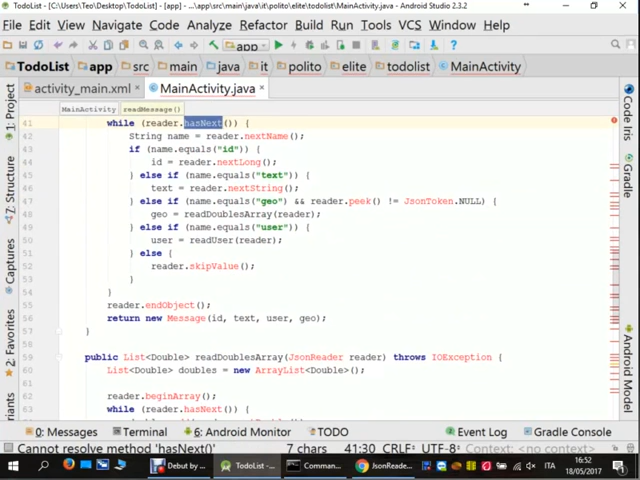 TodoList - [C:\Users\Teo\Desktop\TodoList] - [app] - ...\app\src\main\java\it\polito\elite\todolist\MainActivity.java - Android Studio 2.3.2
File Edit View Navigate Code Analyze Refactor Build Run Tools VCS Window Help
app
TodoList app src main java it polito elite todolist MainActivity
activity_main.xml × MainActivity.java ×
MainActivity readMessage()
41 while (reader.hasNext()) {
42 String name = reader.nextName();
43 if (name.equals("id")) {
44 id = reader.nextLong();
45 } else if (name.equals("text")) {
46 text = reader.nextString();
47 } else if (name.equals("geo") && reader.peek() != JsonToken.NULL) {
48 geo = readDoublesArray(reader);
49 } else if (name.equals("user")) {
50 user = readUser(reader);
51 } else {
52 reader.skipValue();
53 }
54 }
55 reader.endObject();
56 return new Message(id, text, user, geo);
57 }
58
59 public List<Double> readDoublesArray(JsonReader reader) throws IOException {
60 List<Double> doubles = new ArrayList<Double>();
61
62 reader.beginArray();
63 while (reader.hasNext()) {
1: Project
7: Structure
Captures
2: Favorites
Code Insights
Gradle
Android Model
0: Messages Terminal 6: Android Monitor TODO Event Log Gradle Console
Cannot resolve method 'hasNext()' 7 chars 41:30 CRLF÷ UTF-8÷ Context: <no context>
Debut by ... TodoList -... Comman... JsonReade... ITA 16:52
18/05/2017